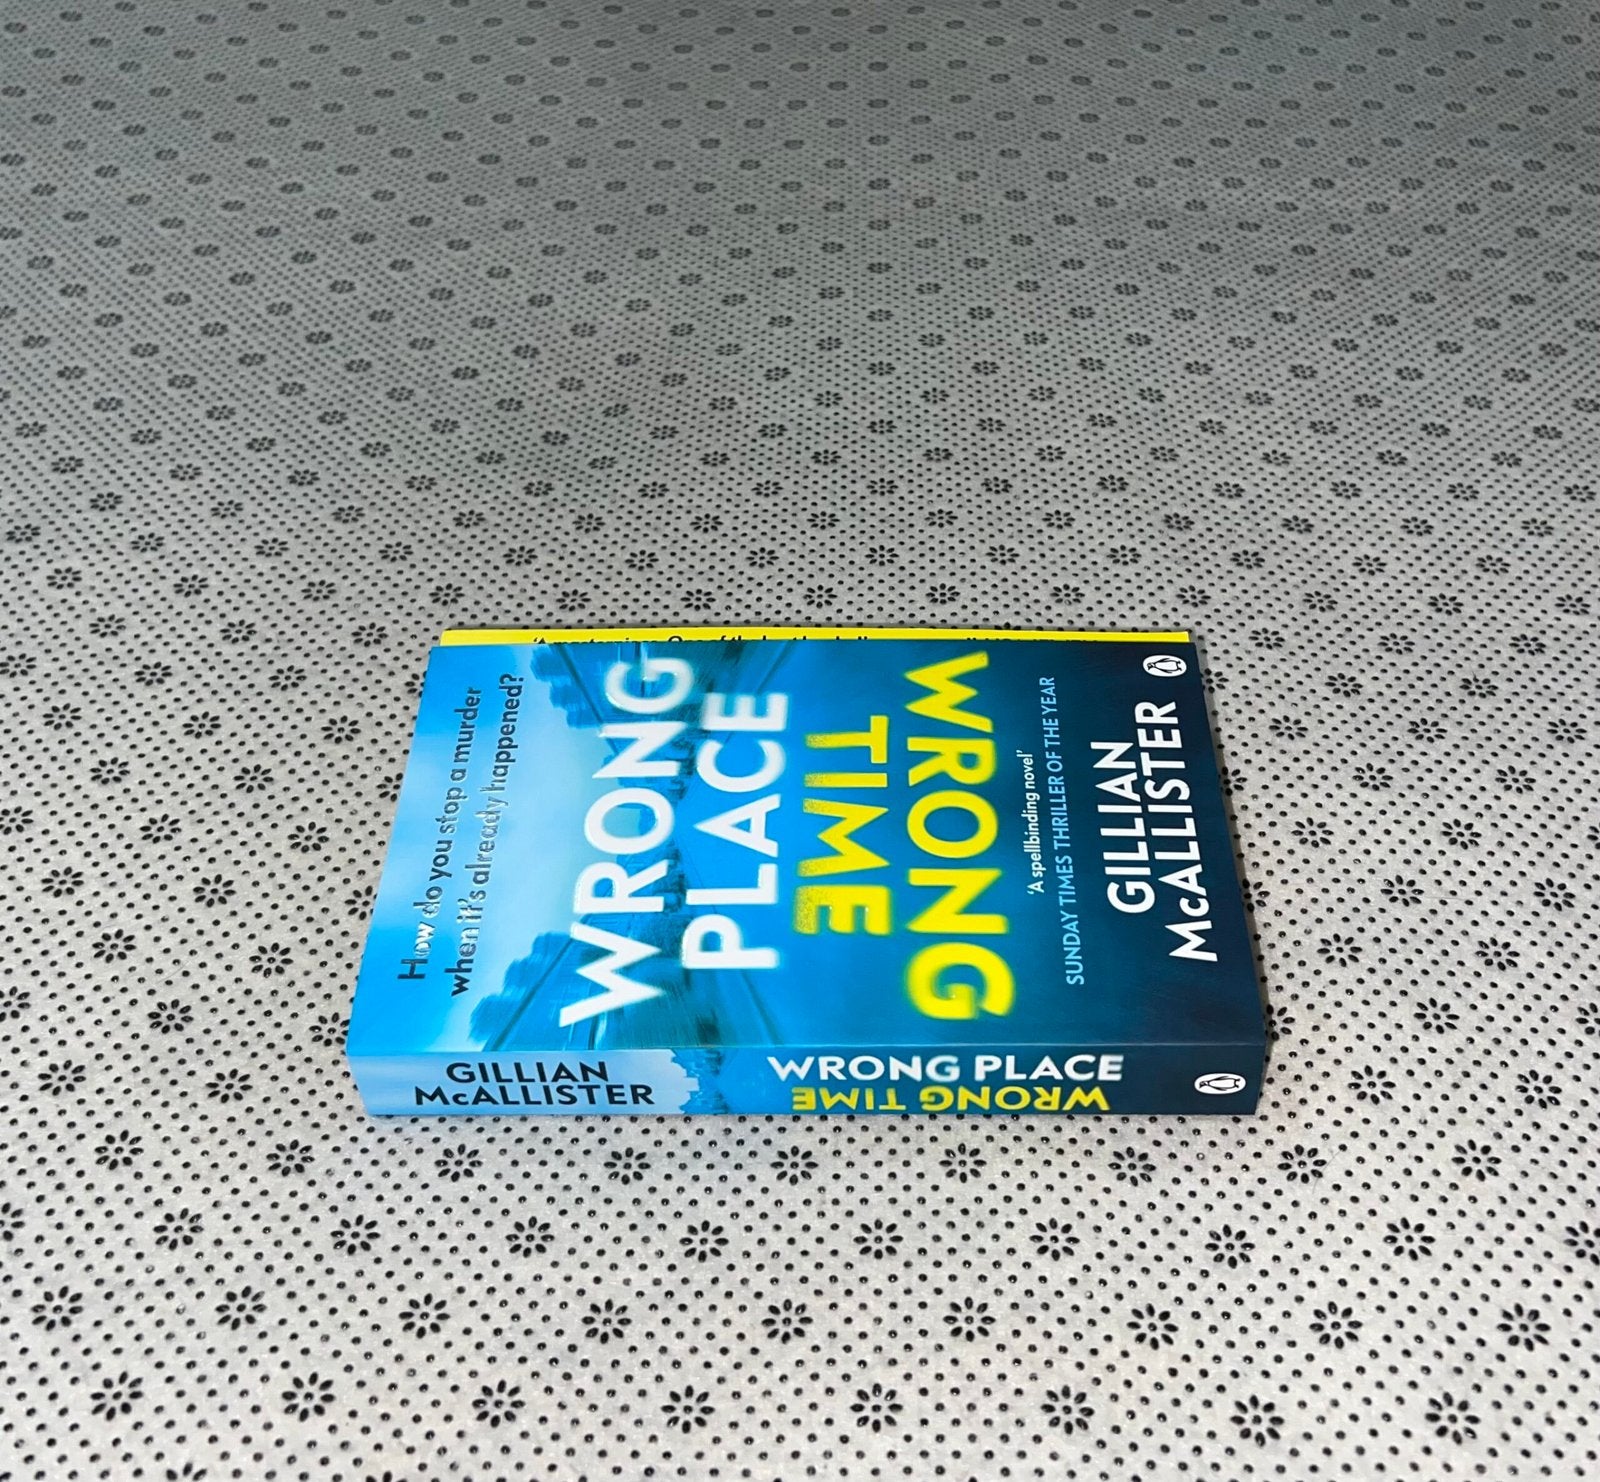 How do you stop a murder
when it's already happened?
WRONG
PLACE
WRONG
TIME
'A spellbinding novel'
SUNDAY TIMES THRILLER OF THE YEAR
GILLIAN
McALLISTER
GILLIAN
McALLISTER
WRONG PLACE
WRONG TIME